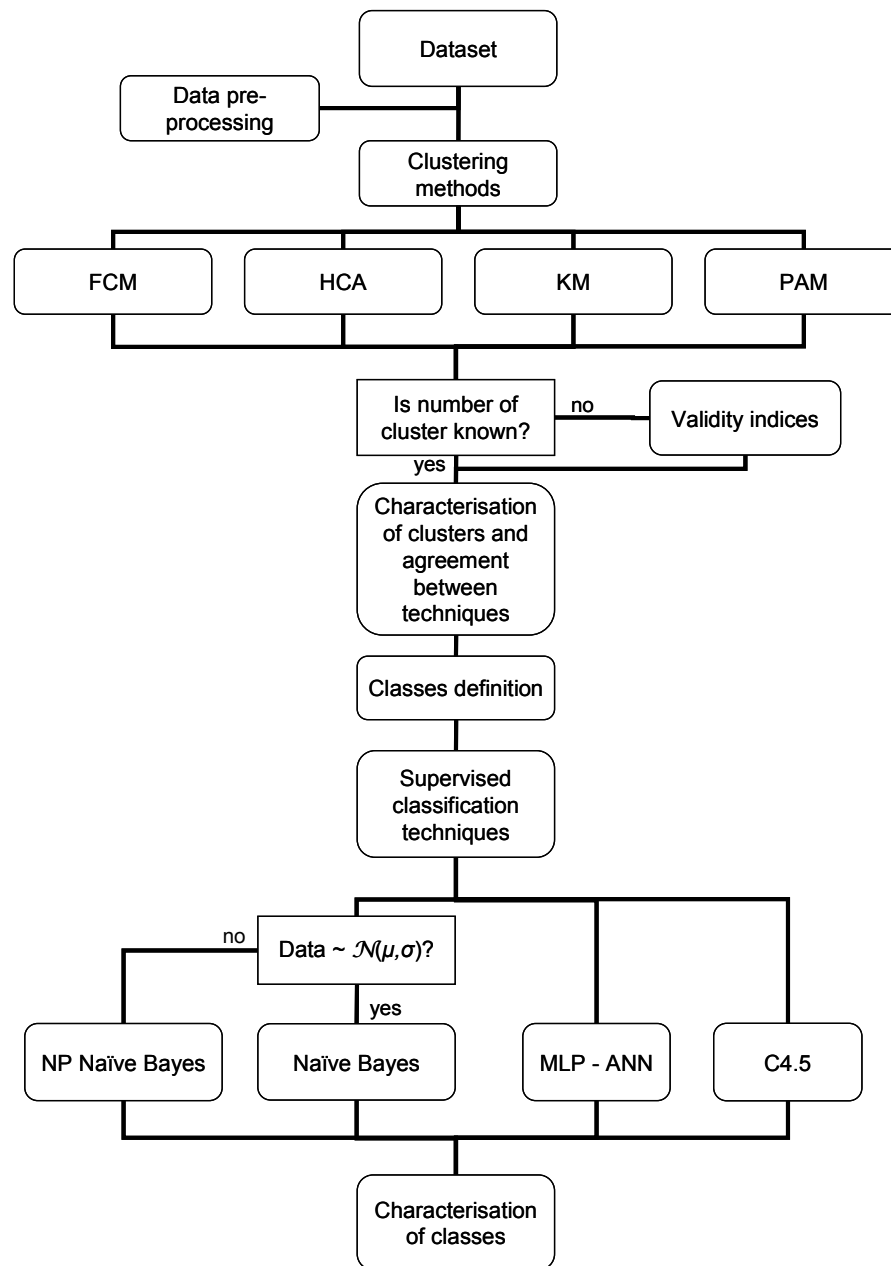 Dataset
Data pre-
processing
Clustering
methods
FCM
HCA
KM
PAM
Is number of
cluster known?
no
Validity indices
yes
Characterisation
of clusters and
agreement
between
techniques
Classes definition
Supervised
classification
techniques
no
Data ~ 𝒩(μ,σ)?
yes
NP Naïve Bayes
Naïve Bayes
MLP - ANN
C4.5
Characterisation
of classes